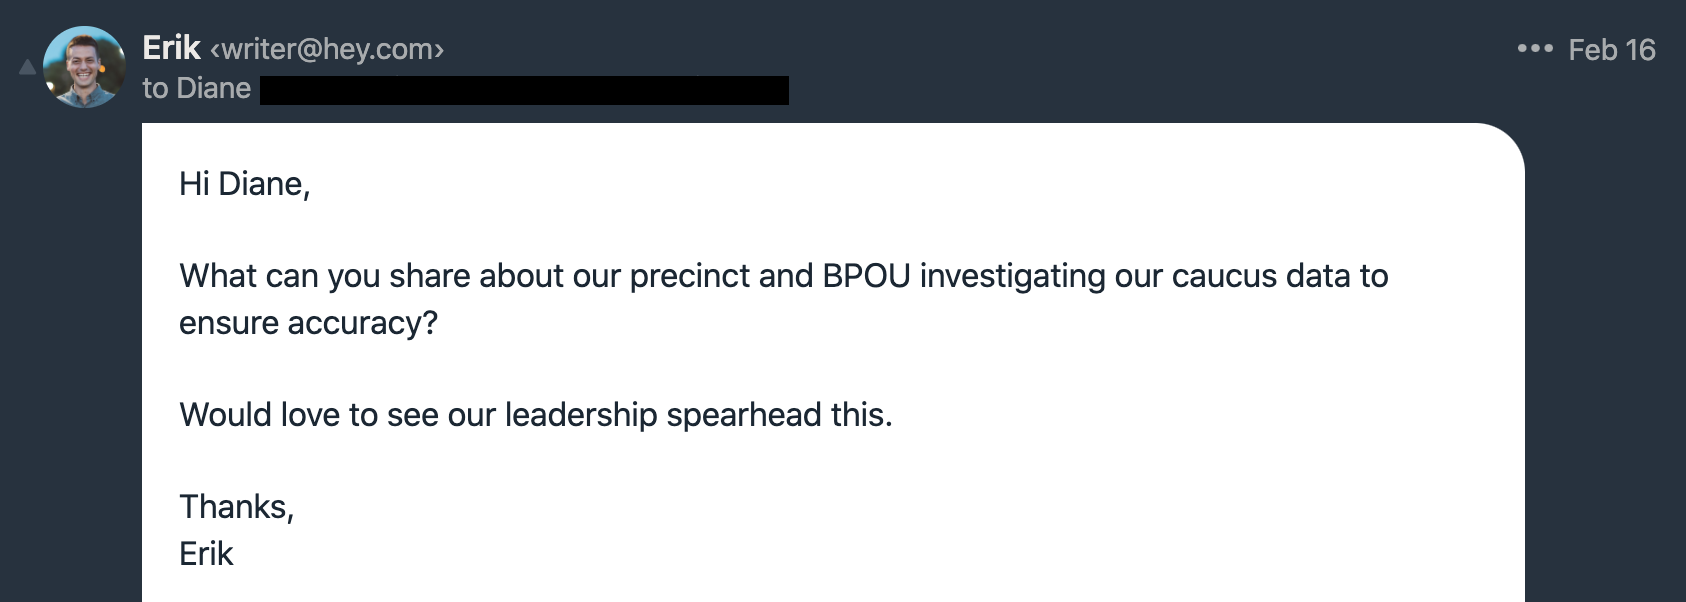 Erik <writer@hey.com>
••• Feb 16
to Diane
Hi Diane,
What can you share about our precinct and BPOU investigating our caucus data to
ensure accuracy?
Would love to see our leadership spearhead this.
Thanks,
Erik